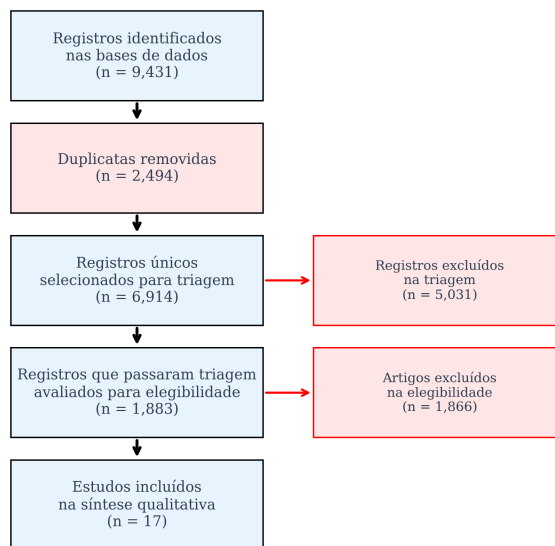 Registros identificados
nas bases de dados
(n = 9,431)
Duplicatas removidas
(n = 2,494)
Registros únicos
selecionados para triagem
(n = 6,914)
Registros excluídos
na triagem
(n = 5,031)
Registros que passaram triagem
avaliados para elegibilidade
(n = 1,883)
Artigos excluídos
na elegibilidade
(n = 1,866)
Estudos incluídos
na síntese qualitativa
(n = 17)